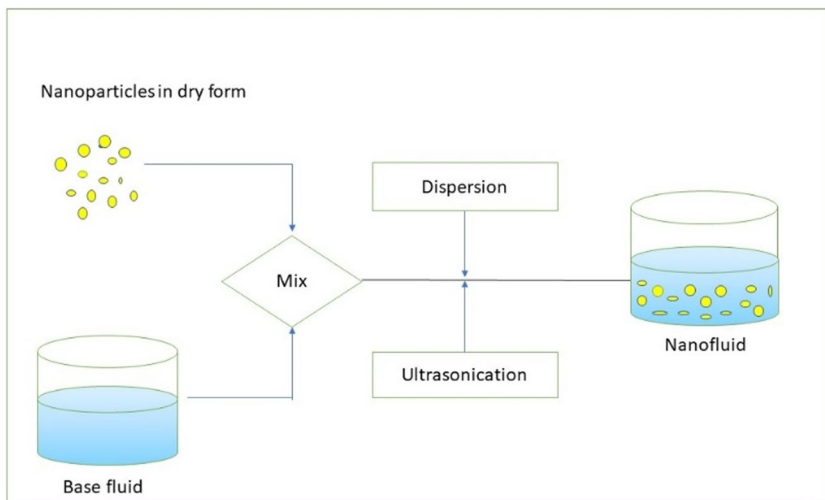 Nanoparticles in dry form
Dispersion
Mix
Ultrasonication
Nanofluid
Base fluid